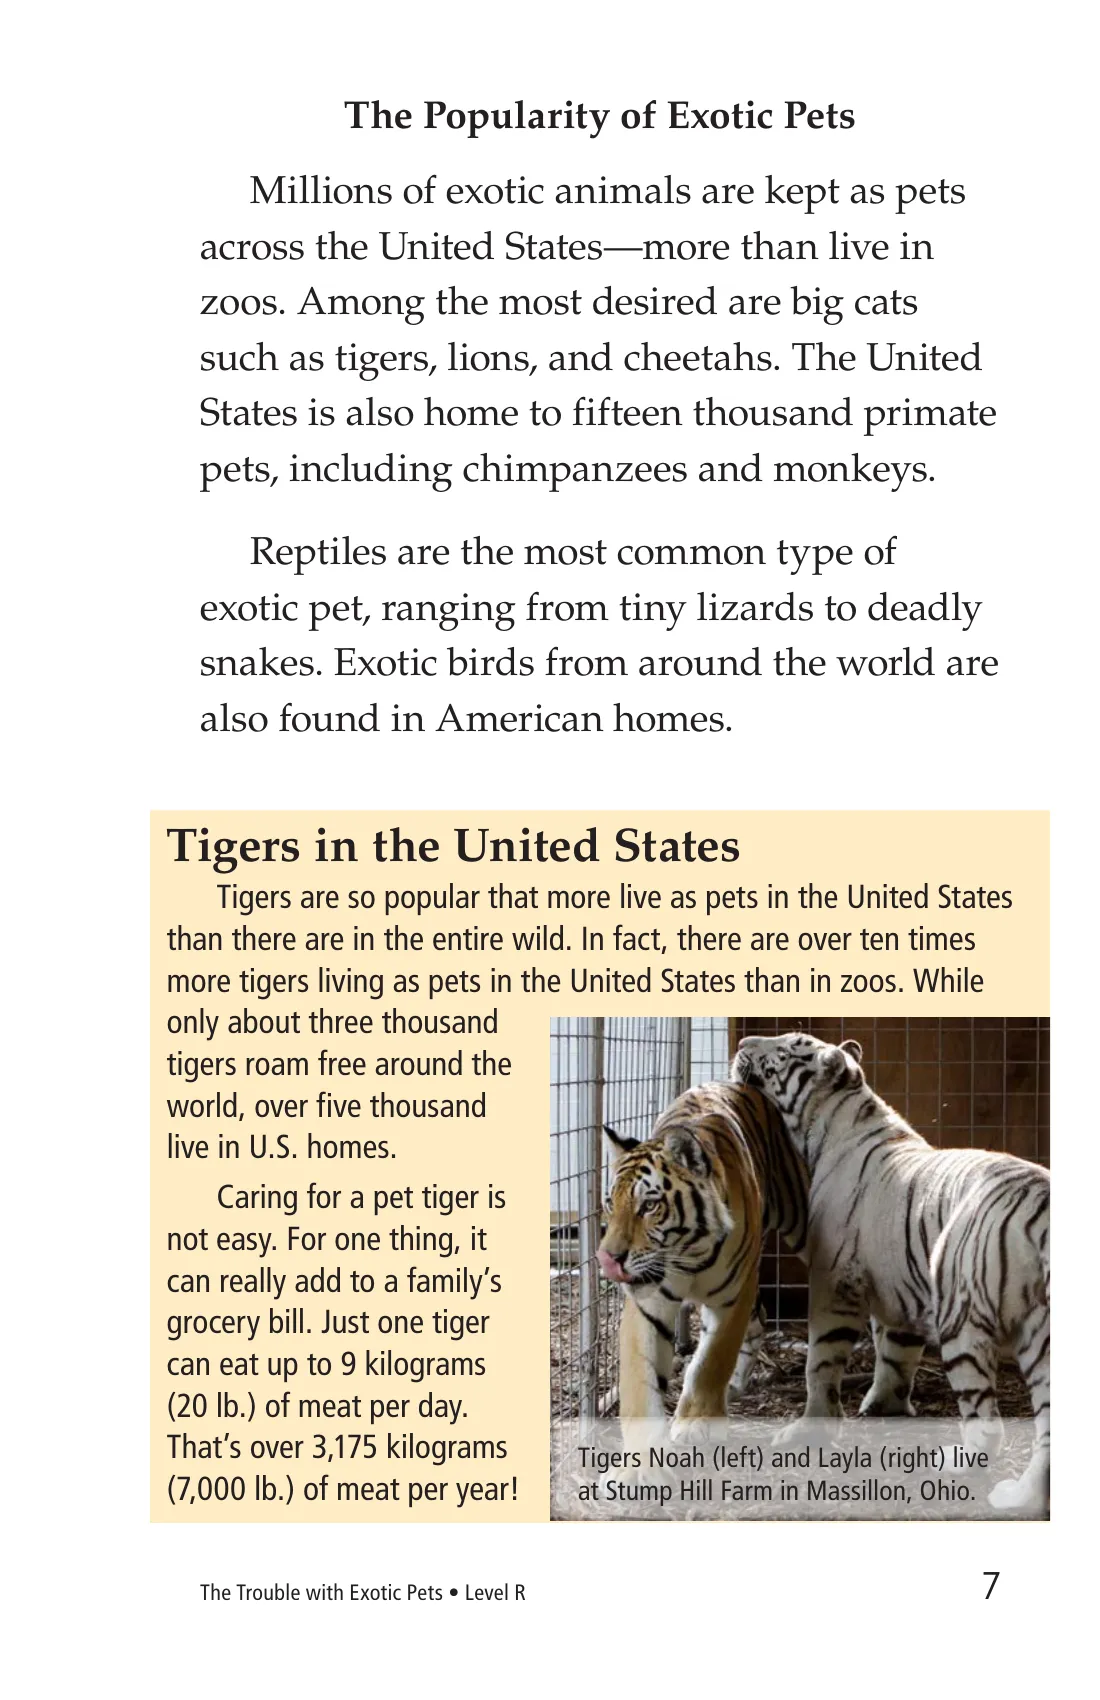 The Popularity of Exotic Pets
Millions of exotic animals are kept as pets
across the United States—more than live in
zoos. Among the most desired are big cats
such as tigers, lions, and cheetahs. The United
States is also home to fifteen thousand primate
pets, including chimpanzees and monkeys.
Reptiles are the most common type of
exotic pet, ranging from tiny lizards to deadly
snakes. Exotic birds from around the world are
also found in American homes.
Tigers in the United States
Tigers are so popular that more live as pets in the United States
than there are in the entire wild. In fact, there are over ten times
more tigers living as pets in the United States than in zoos. While
only about three thousand
tigers roam free around the
world, over five thousand
live in U.S. homes.
Caring for a pet tiger is
not easy. For one thing, it
can really add to a family’s
grocery bill. Just one tiger
can eat up to 9 kilograms
(20 lb.) of meat per day.
That’s over 3,175 kilograms
(7,000 lb.) of meat per year!
Tigers Noah (left) and Layla (right) live
at Stump Hill Farm in Massillon, Ohio.
The Trouble with Exotic Pets • Level R
7